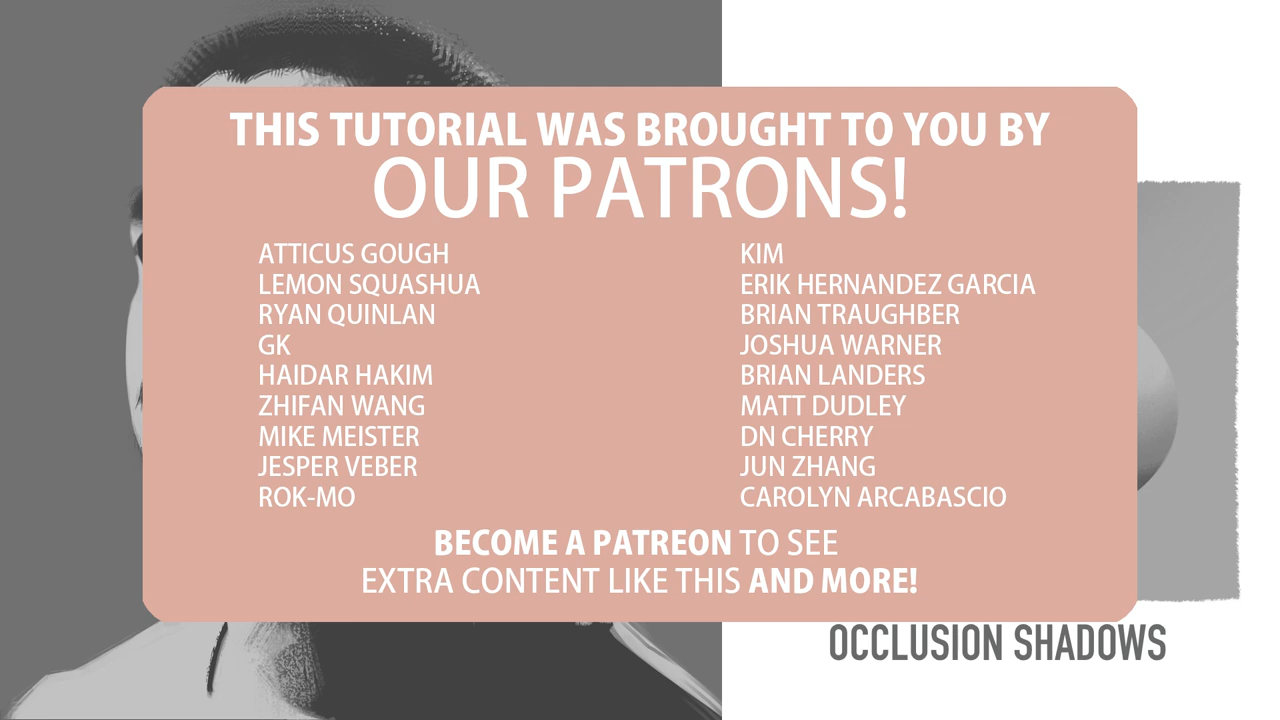 THIS TUTORIAL WAS BROUGHT TO YOU BY
OUR PATRONS!
ATTICUS GOUGH
LEMON SQUASHUA
RYAN QUINLAN
GK
HAIDAR HAKIM
ZHIFAN WANG
MIKE MEISTER
JESPER VEBER
ROK-MO
KIM
ERIK HERNANDEZ GARCIA
BRIAN TRAUGHBER
JOSHUA WARNER
BRIAN LANDERS
MATT DUDLEY
DN CHERRY
JUN ZHANG
CAROLYN ARCABASCIO
BECOME A PATREON TO SEE
EXTRA CONTENT LIKE THIS AND MORE!
OCCLUSION SHADOWS